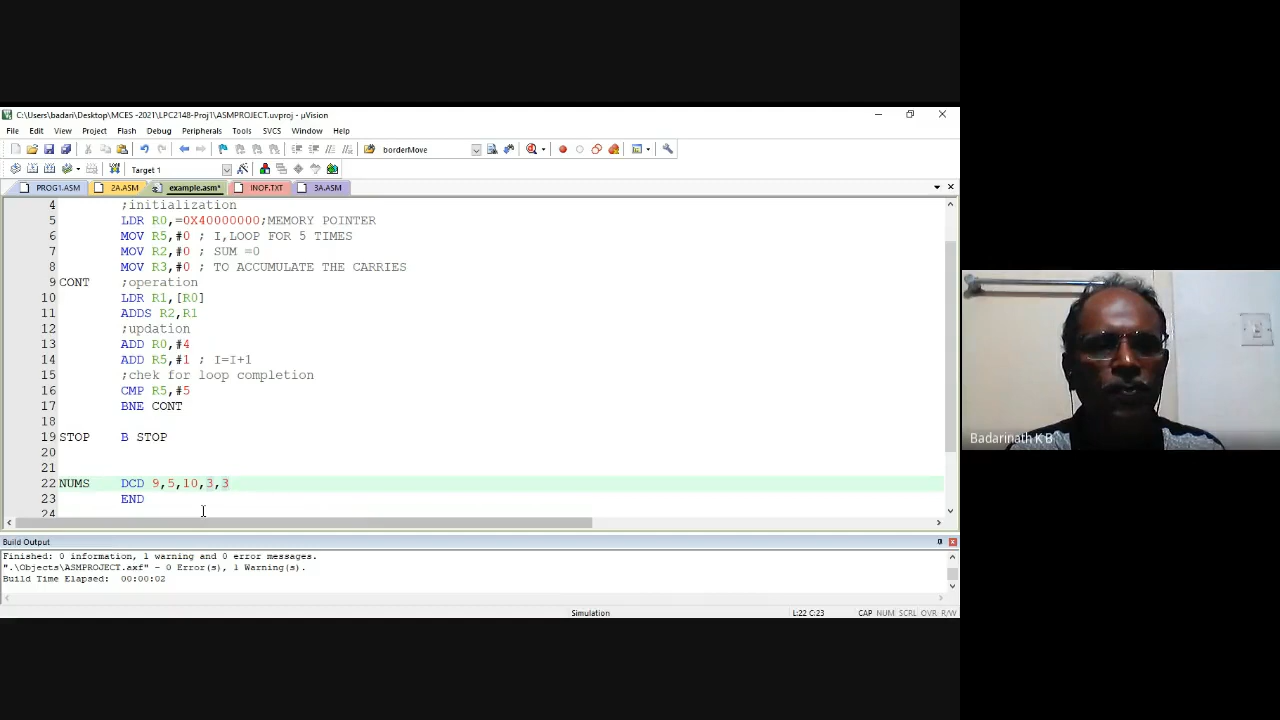 C:\Users\badari\Desktop\MCES -2021\LPC2148-Proj1\ASMPROJECT.uvproj - µVision
File Edit View Project Flash Debug Peripherals Tools SVCS Window Help
borderMove
Target 1
PROG1.ASM 2A.ASM example.asm* INOF.TXT 3A.ASM
4 ;initialization
5 LDR R0,=0X40000000;MEMORY POINTER
6 MOV R5,#0 ; I,LOOP FOR 5 TIMES
7 MOV R2,#0 ; SUM =0
8 MOV R3,#0 ; TO ACCUMULATE THE CARRIES
9 CONT ;operation
10 LDR R1,[R0]
11 ADDS R2,R1
12 ;updation
13 ADD R0,#4
14 ADD R5,#1 ; I=I+1
15 ;chek for loop completion
16 CMP R5,#5
17 BNE CONT
18
19 STOP B STOP
20
21
22 NUMS DCD 9,5,10,3,3
23 END
24
Build Output
Finished: 0 information, 1 warning and 0 error messages.
".\Objects\ASMPROJECT.axf" - 0 Error(s), 1 Warning(s).
Build Time Elapsed: 00:00:02
Simulation L:22 C:23 CAP NUM SCRL OVR R/W
Badarinath K B